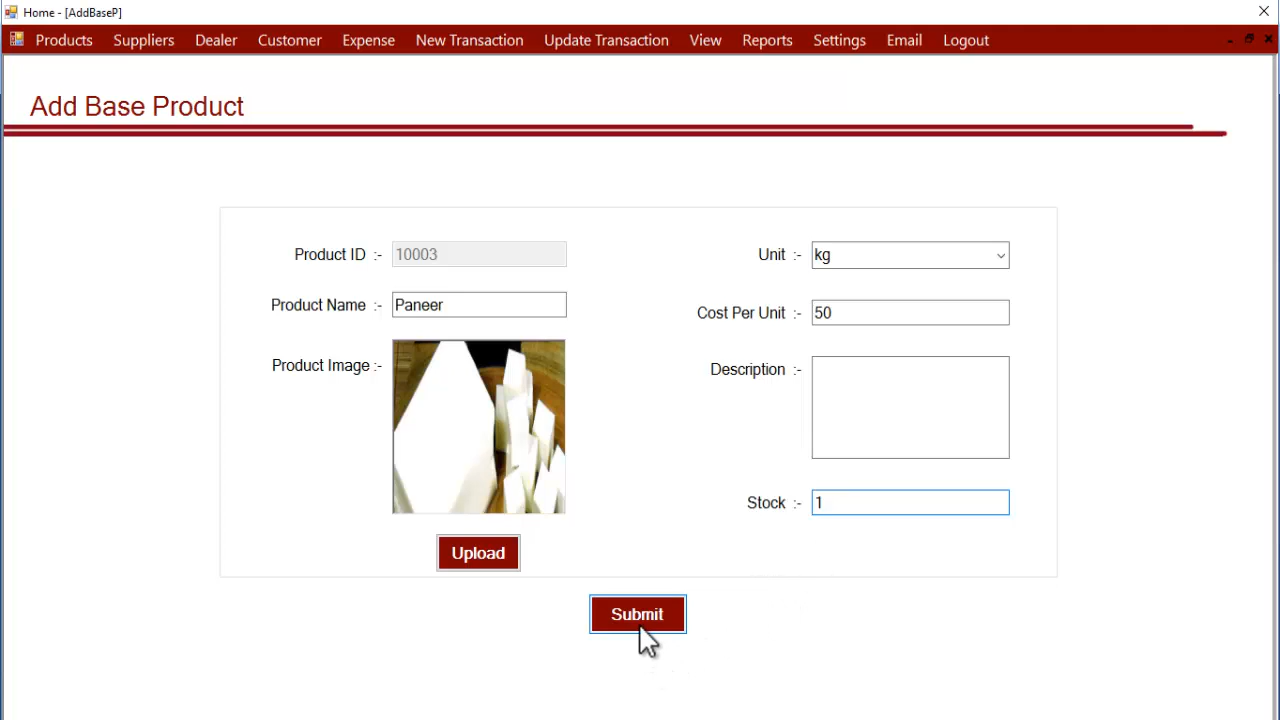 Home - [AddBaseP]
Products Suppliers Dealer Customer Expense New Transaction Update Transaction View Reports Settings Email Logout
Add Base Product
Product ID :- 10003
Unit :- kg
Product Name :- Paneer
Cost Per Unit :- 50
Product Image :-
Description :-
Stock :- 1
Upload
Submit